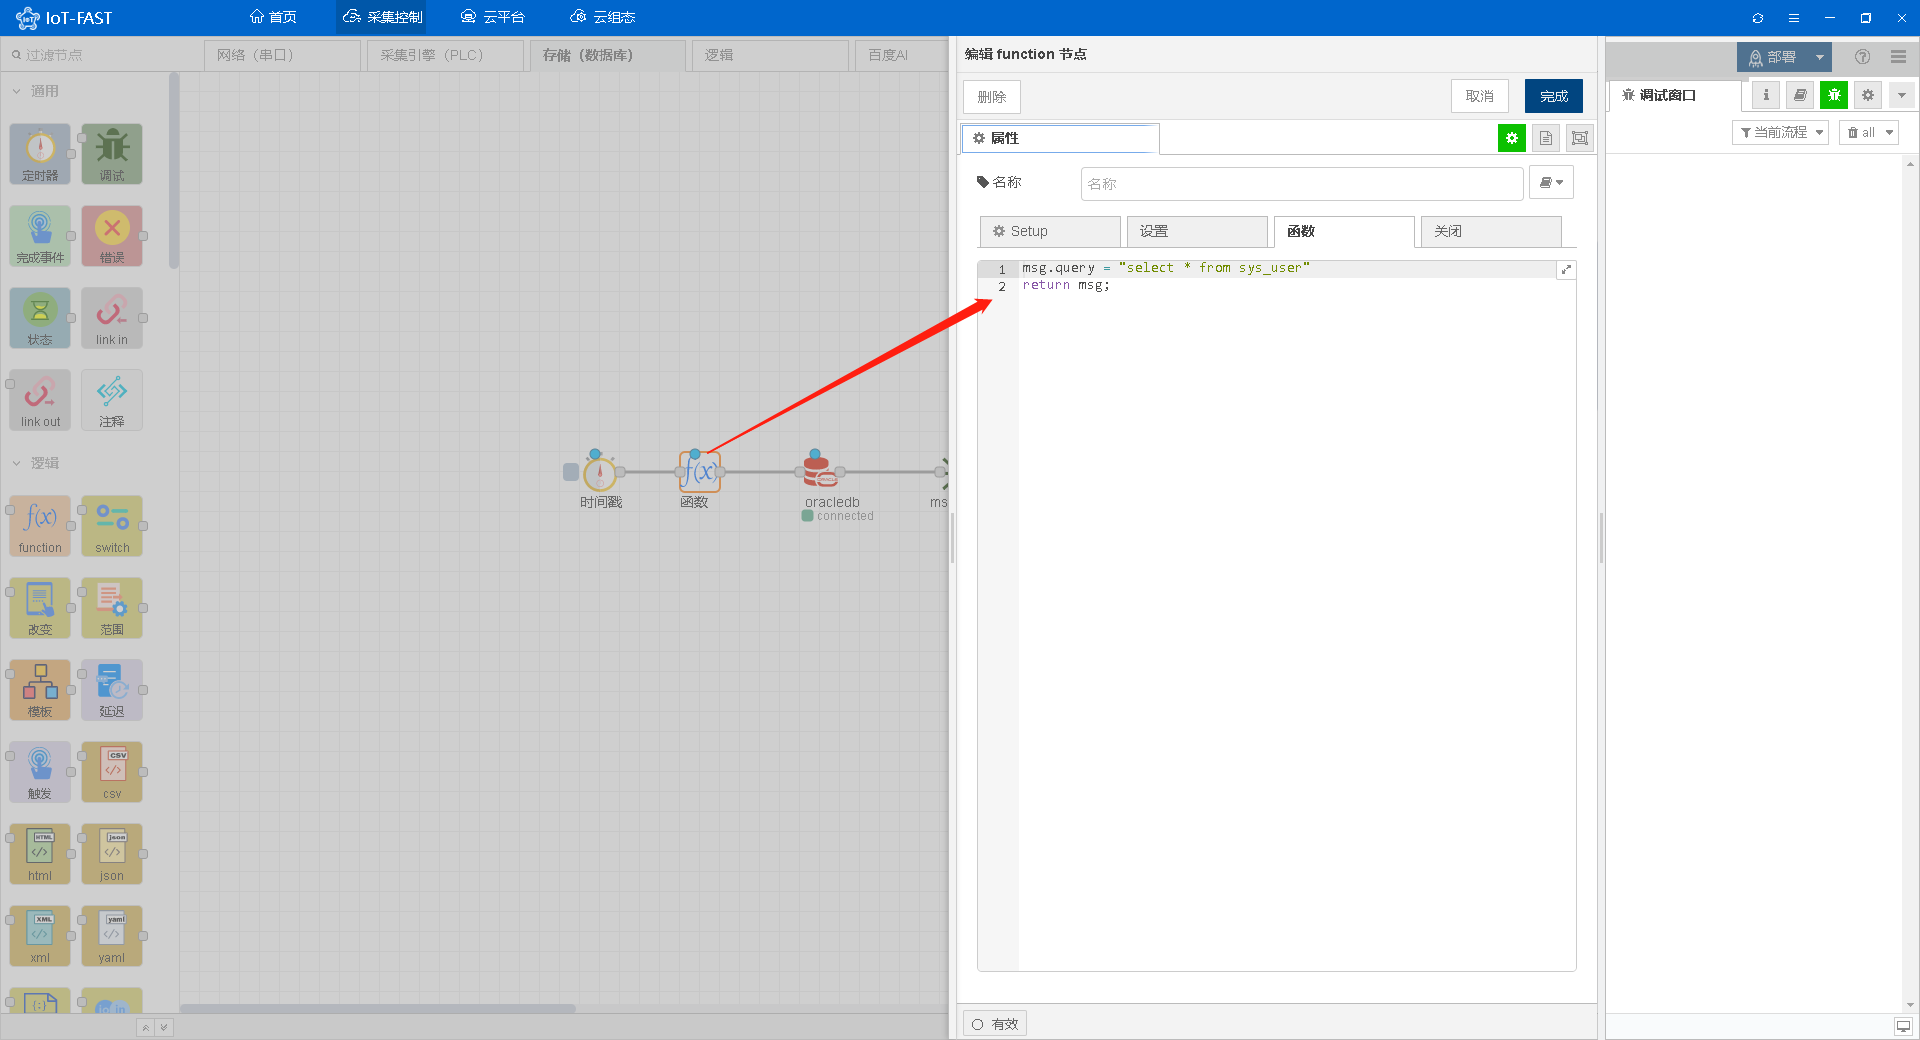 IoT-FAST
首页
采集控制
云平台
云组态
过滤节点
网络（串口）
采集引擎（PLC）
存储（数据库）
逻辑
百度AI
通用
定时器
调试
完成事件
错误
状态
link in
link out
注释
逻辑
function
switch
改变
范围
模板
延迟
触发
CSV
csv
HTML
html
json
json
XML
xml
yaml
yaml
时间戳
f(x)
函数
ORACLE
oracledb
connected
ms
编辑 function 节点
删除
取消
完成
属性
名称
名称
Setup
设置
函数
关闭
1 msg.query = "select * from sys_user"
2 return msg;
有效
部署
调试窗口
当前流程
all